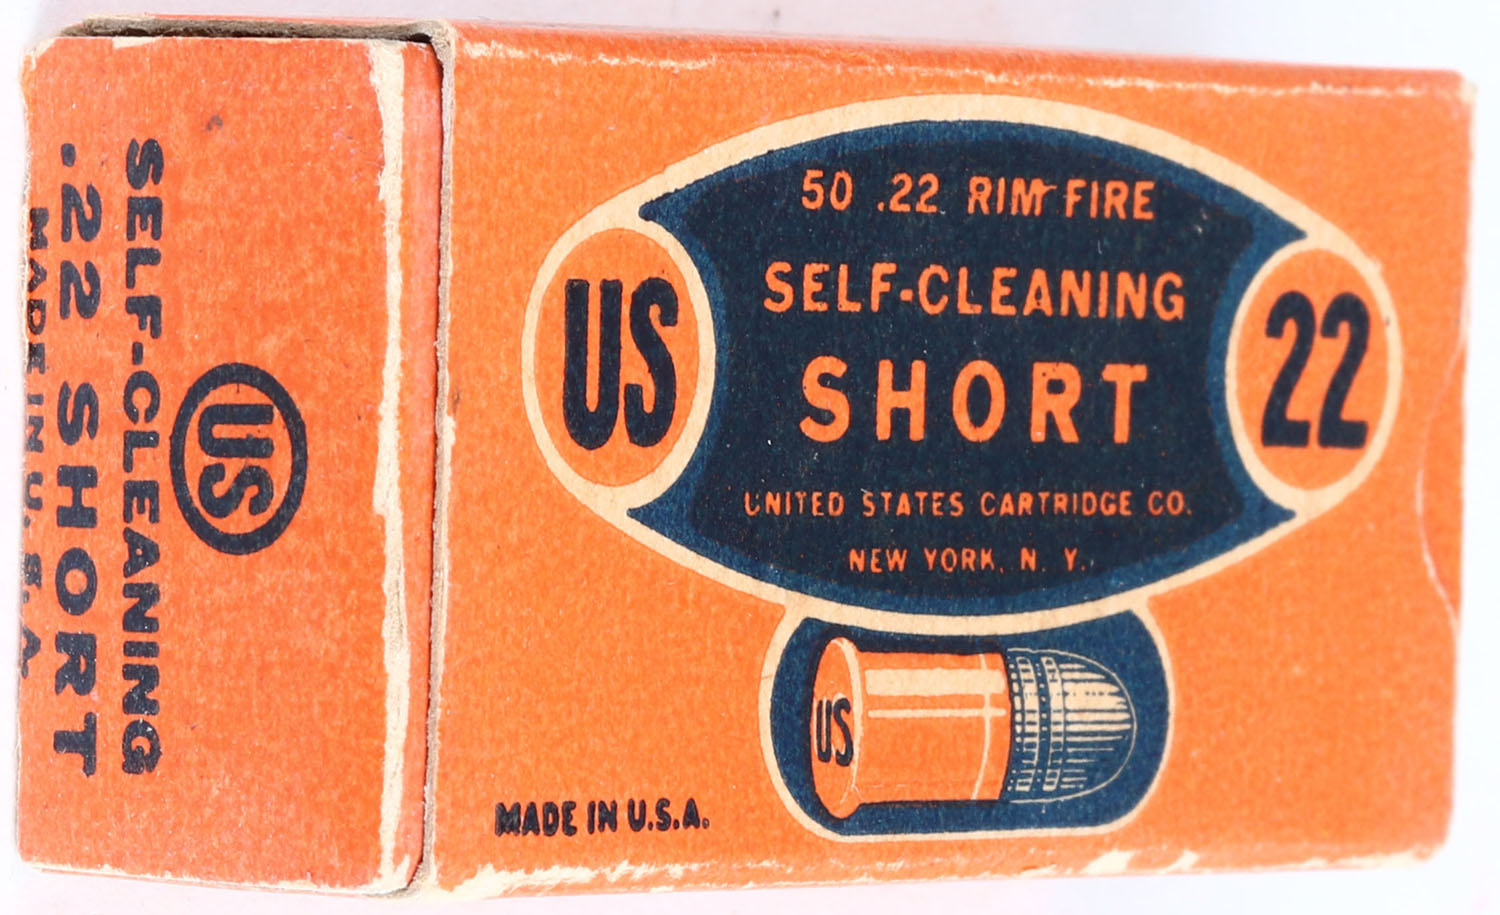 50 .22 RIM FIRE
SELF-CLEANING
SHORT
UNITED STATES CARTRIDGE CO.
NEW YORK, N. Y.
US
22
US
MADE IN U.S.A.
US
SELF-CLEANING
.22 SHORT
MADE IN U.S.A.